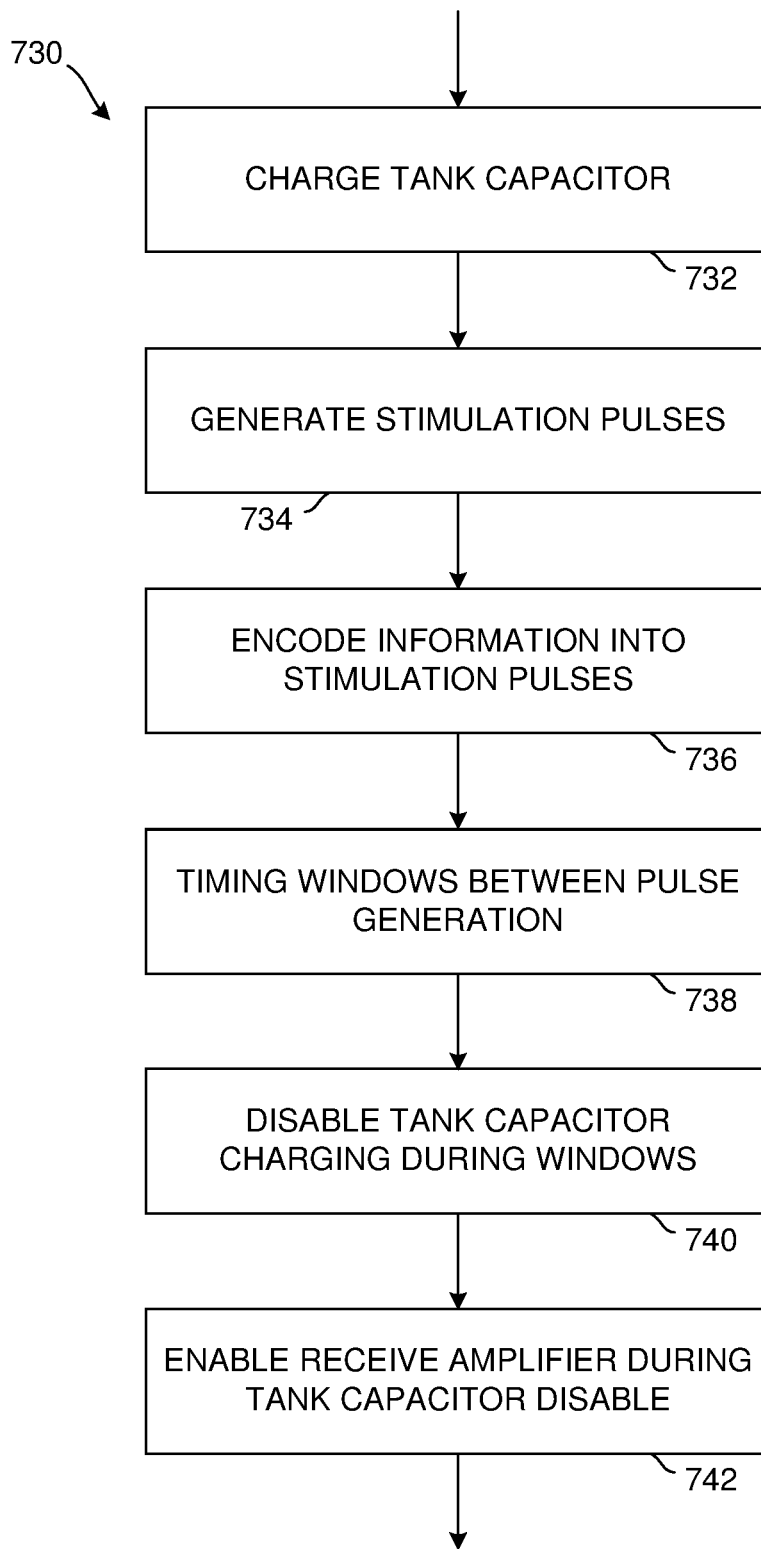 730
CHARGE TANK CAPACITOR
732
GENERATE STIMULATION PULSES
734
ENCODE INFORMATION INTO
STIMULATION PULSES
736
TIMING WINDOWS BETWEEN PULSE
GENERATION
738
DISABLE TANK CAPACITOR
CHARGING DURING WINDOWS
740
ENABLE RECEIVE AMPLIFIER DURING
TANK CAPACITOR DISABLE
742